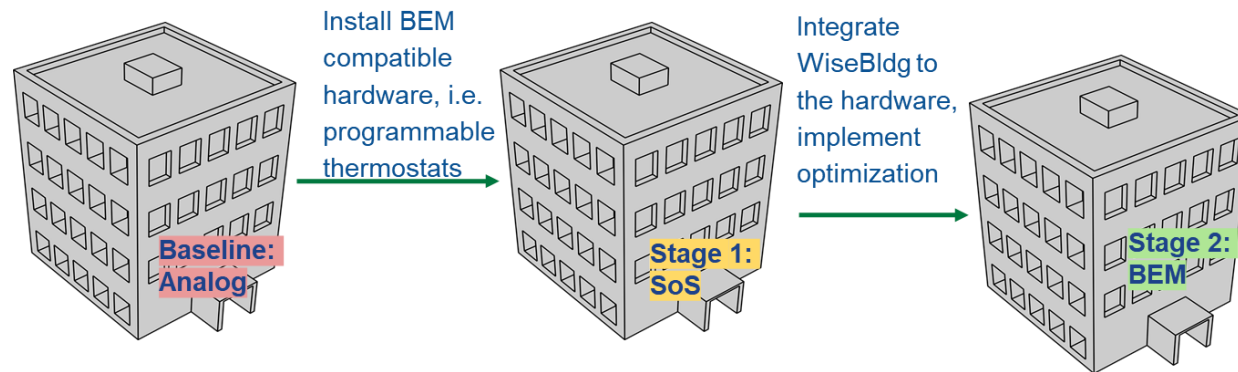 Install BEM
compatible
hardware, i.e.
programmable
thermostats
Integrate
WiseBldg to
the hardware,
implement
optimization
Baseline:
Analog
Stage 1:
SoS
Stage 2:
BEM